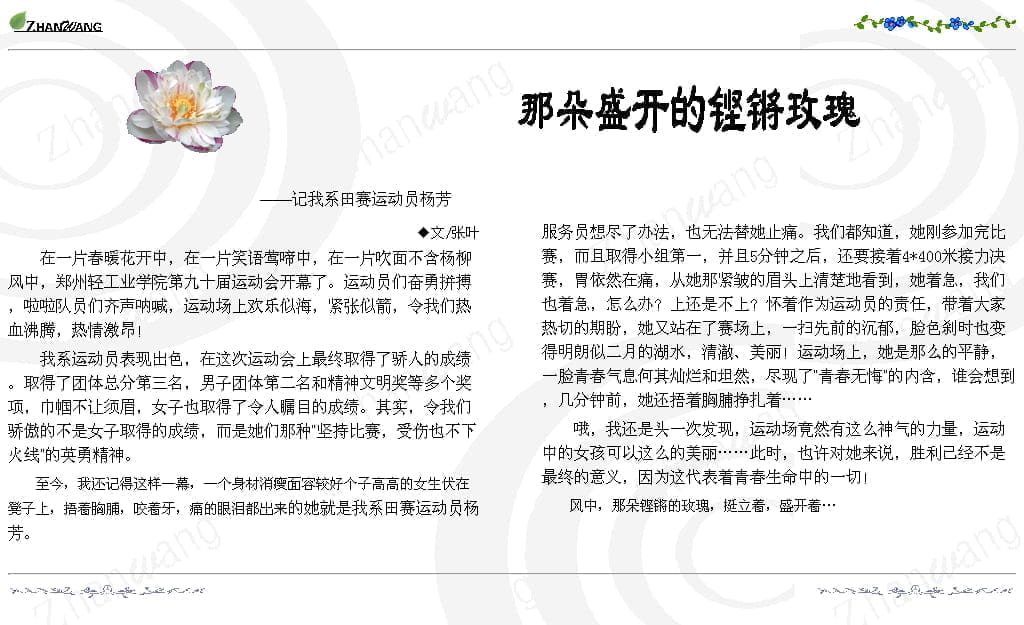 ZHANWANG
那朵盛开的铿锵玫瑰
——记我系田赛运动员杨芳
◆文/张叶
在一片春暖花开中，在一片笑语莺啼中，在一片吹面不含杨柳
风中，郑州轻工业学院第九十届运动会开幕了。运动员们奋勇拼搏
，啦啦队员们齐声呐喊，运动场上欢乐似海，紧张似箭，令我们热
血沸腾，热情激昂！
我系运动员表现出色，在这次运动会上最终取得了骄人的成绩
。取得了团体总分第三名，男子团体第二名和精神文明奖等多个奖
项，巾帼不让须眉，女子也取得了令人瞩目的成绩。其实，令我们
骄傲的不是女子取得的成绩，而是她们那种"坚持比赛，受伤也不下
火线"的英勇精神。
至今，我还记得这样一幕，一个身材消瘦面容较好个子高高的女生伏在
凳子上，捂着胸脯，咬着牙，痛的眼泪都出来的她就是我系田赛运动员杨
芳。
服务员想尽了办法，也无法替她止痛。我们都知道，她刚参加完比
赛，而且取得小组第一，并且5分钟之后，还要接着4*400米接力决
赛，胃依然在痛，从她那紧皱的眉头上清楚地看到，她着急，我们
也着急，怎么办？上还是不上？怀着作为运动员的责任，带着大家
热切的期盼，她又站在了赛场上，一扫先前的沉郁，脸色刹时也变
得明朗似二月的湖水，清澈、美丽！运动场上，她是那么的平静，
一脸青春气息何其灿烂和坦然，尽现了"青春无悔"的内含，谁会想到
，几分钟前，她还捂着胸脯挣扎着……
哦，我还是头一次发现，运动场竟然有这么神气的力量，运动
中的女孩可以这么的美丽……此时，也许对她来说，胜利已经不是
最终的意义，因为这代表着青春生命中的一切！
风中，那朵铿锵的玫瑰，挺立着，盛开着…